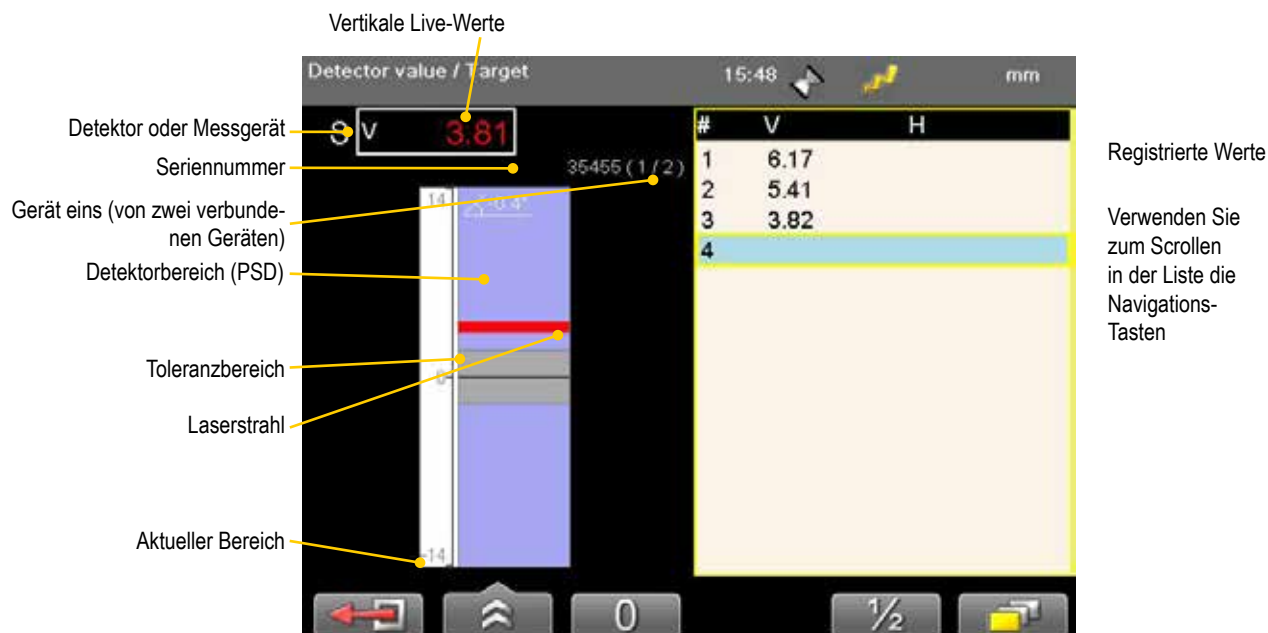 Vertikale Live-Werte
Detector value / Target 15:48 mm
Detektor oder Messgerät
S V 3.81
Seriennummer
35455 ( 1 / 2 )
Gerät eins (von zwei verbunde-
nen Geräten)
Detektorbereich (PSD)
Toleranzbereich
Laserstrahl
Aktueller Bereich
14
0
-14
# V H
1 6.17
2 5.41
3 3.82
4
Registrierte Werte
Verwenden Sie
zum Scrollen
in der Liste die
Navigations-
Tasten
0
½